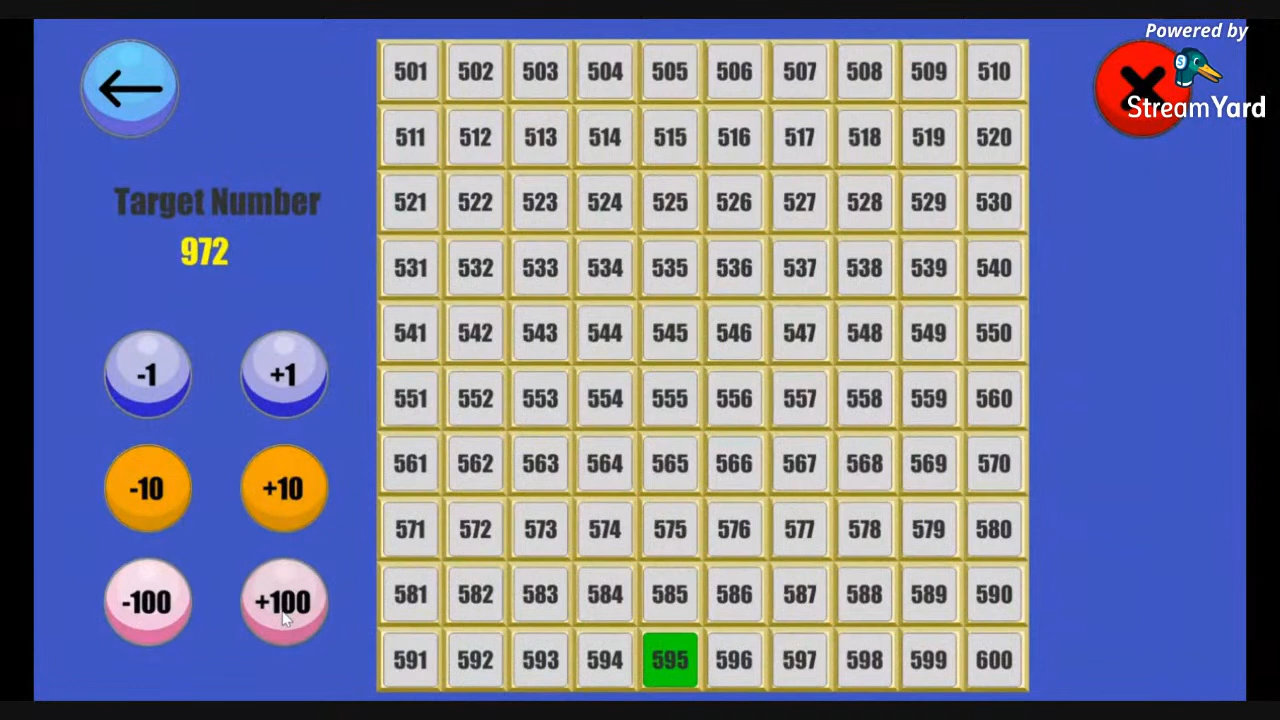 Powered by
StreamYard
Target Number
972
-1 +1
-10 +10
-100 +100
501 502 503 504 505 506 507 508 509 510
511 512 513 514 515 516 517 518 519 520
521 522 523 524 525 526 527 528 529 530
531 532 533 534 535 536 537 538 539 540
541 542 543 544 545 546 547 548 549 550
551 552 553 554 555 556 557 558 559 560
561 562 563 564 565 566 567 568 569 570
571 572 573 574 575 576 577 578 579 580
581 582 583 584 585 586 587 588 589 590
591 592 593 594 595 596 597 598 599 600